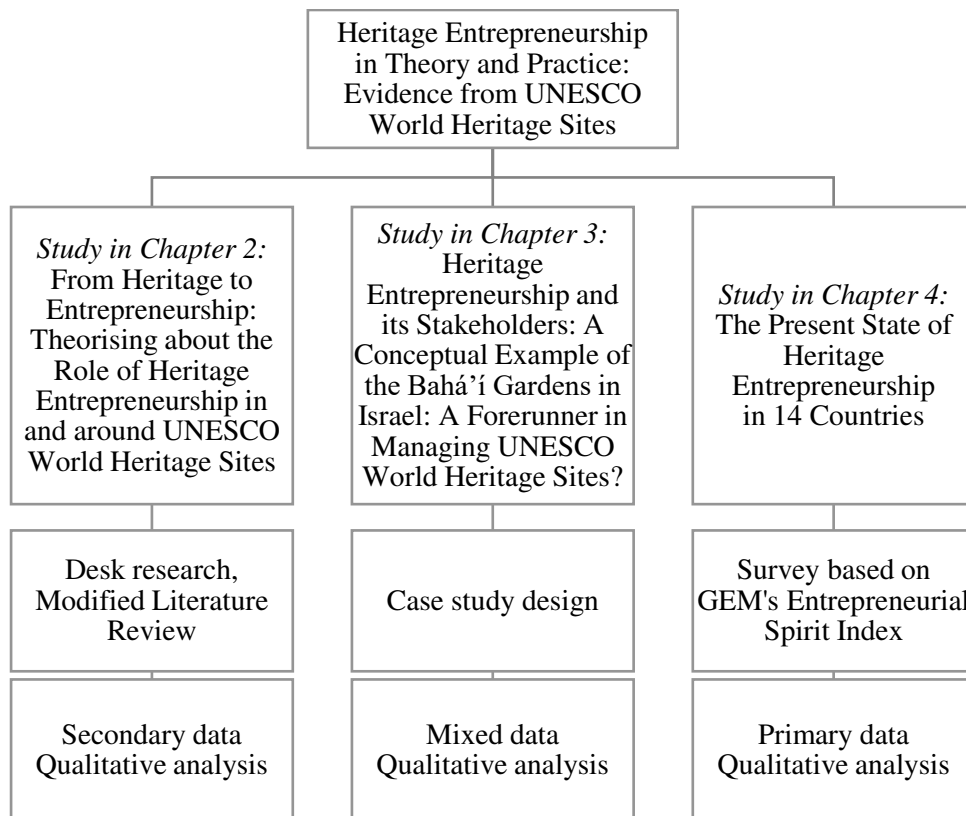 Heritage Entrepreneurship
in Theory and Practice:
Evidence from UNESCO
World Heritage Sites
Study in Chapter 2:
From Heritage to
Entrepreneurship:
Theorising about the
Role of Heritage
Entrepreneurship in
and around UNESCO
World Heritage Sites
Study in Chapter 3:
Heritage
Entrepreneurship and
its Stakeholders: A
Conceptual Example of
the Bahá’í Gardens in
Israel: A Forerunner in
Managing UNESCO
World Heritage Sites?
Study in Chapter 4:
The Present State of
Heritage
Entrepreneurship
in 14 Countries
Desk research,
Modified Literature
Review
Case study design
Survey based on
GEM's Entrepreneurial
Spirit Index
Secondary data
Qualitative analysis
Mixed data
Qualitative analysis
Primary data
Qualitative analysis